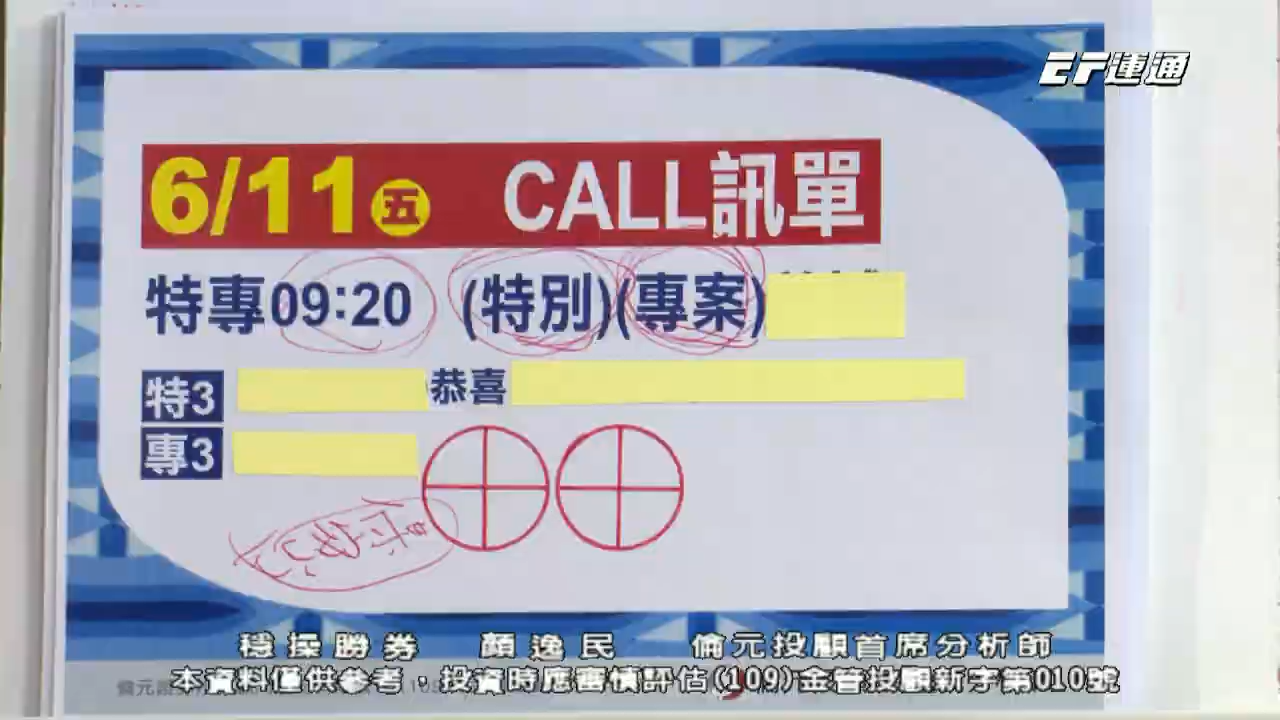 EF運通
6/11五 CALL訊單
特專09:20 (特別)(專案)
特3 恭喜
專3
穩操勝券 顏逸民 倫元投顧首席分析師
本資料僅供參考，投資時應審慎評估(109)金管投顧新字第010號